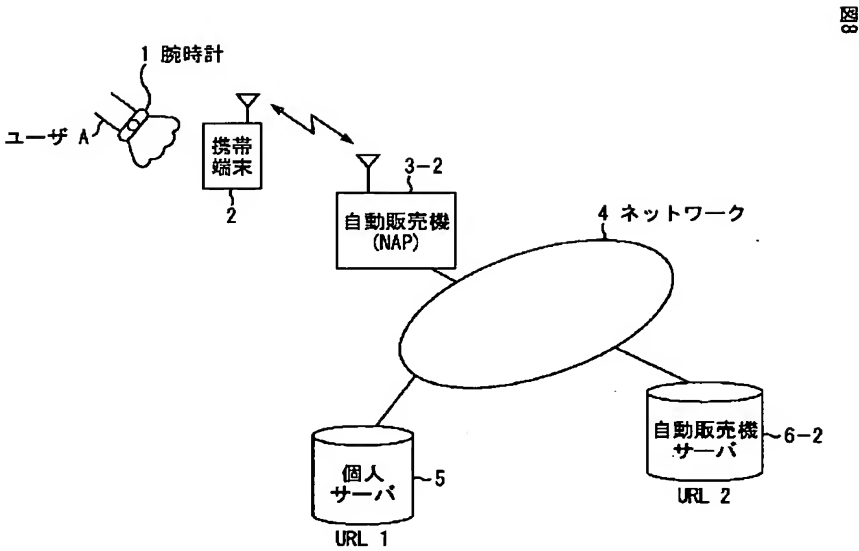 図8
1 腕時計
ユーザ A
携帯
端末
2
3-2
自動販売機
(NAP)
4 ネットワーク
個人
サーバ
5
URL 1
自動販売機
サーバ
6-2
URL 2